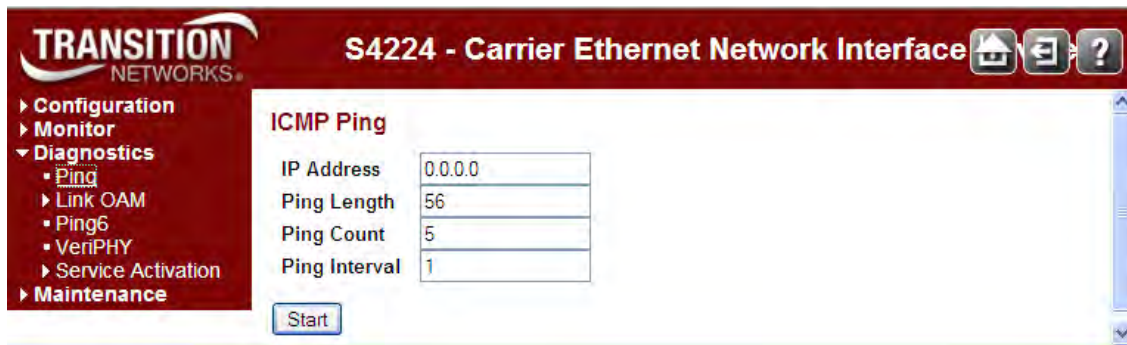 TRANSITION
NETWORKS®
S4224 - Carrier Ethernet Network Interface
?
Configuration
Monitor
Diagnostics
Ping
Link OAM
Ping6
VeriPHY
Service Activation
Maintenance
ICMP Ping
IP Address 0.0.0.0
Ping Length 56
Ping Count 5
Ping Interval 1
Start